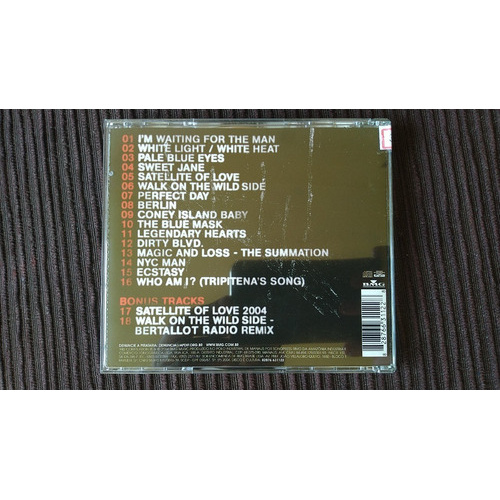 01 I'M WAITING FOR THE MAN
02 WHITE LIGHT / WHITE HEAT
03 PALE BLUE EYES
04 SWEET JANE
05 SATELLITE OF LOVE
06 WALK ON THE WILD SIDE
07 PERFECT DAY
08 BERLIN
09 CONEY ISLAND BABY
10 THE BLUE MASK
11 LEGENDARY HEARTS
12 DIRTY BLVD.
13 MAGIC AND LOSS - THE SUMMATION
14 NYC MAN
15 ECSTASY
16 WHO AM I? (TRIPITENA'S SONG)
BONUS TRACKS
17 SATELLITE OF LOVE 2004
18 WALK ON THE WILD SIDE -
BERTALLOT RADIO REMIX
BMG